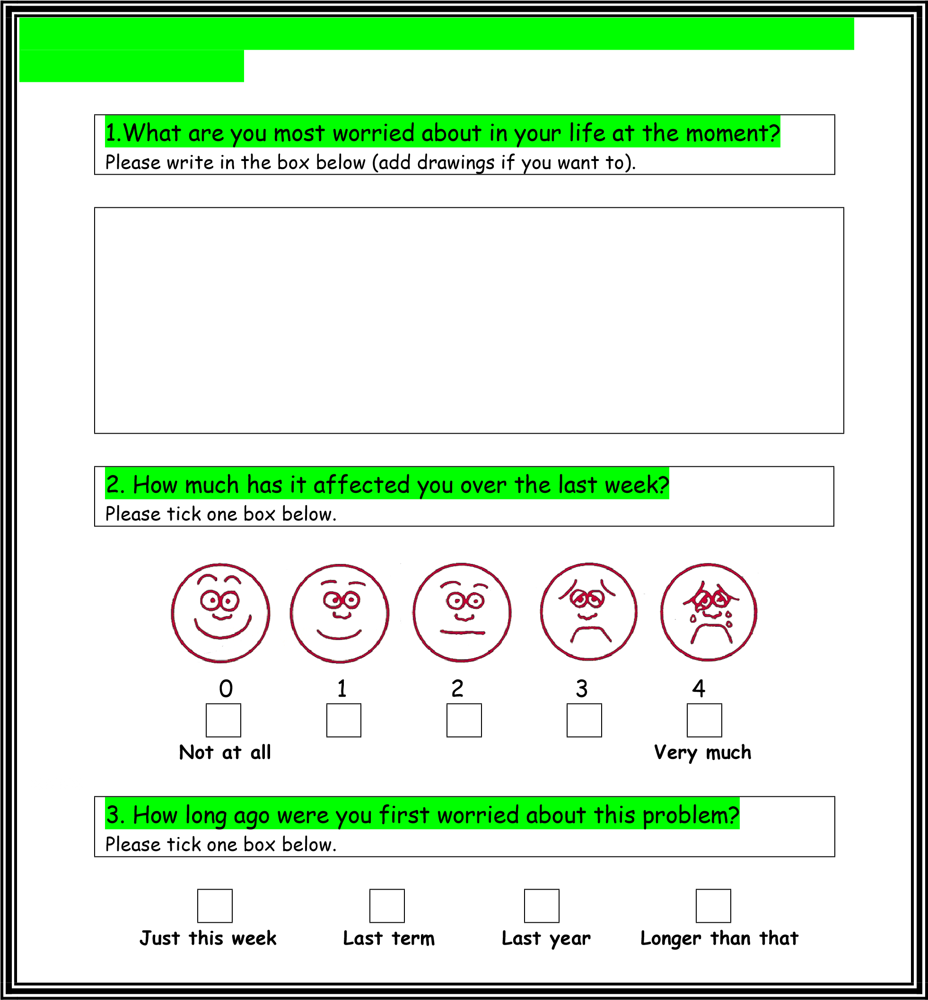 1.What are you most worried about in your life at the moment?
Please write in the box below (add drawings if you want to).
2. How much has it affected you over the last week?
Please tick one box below.
0 1 2 3 4
Not at all Very much
3. How long ago were you first worried about this problem?
Please tick one box below.
Just this week Last term Last year Longer than that